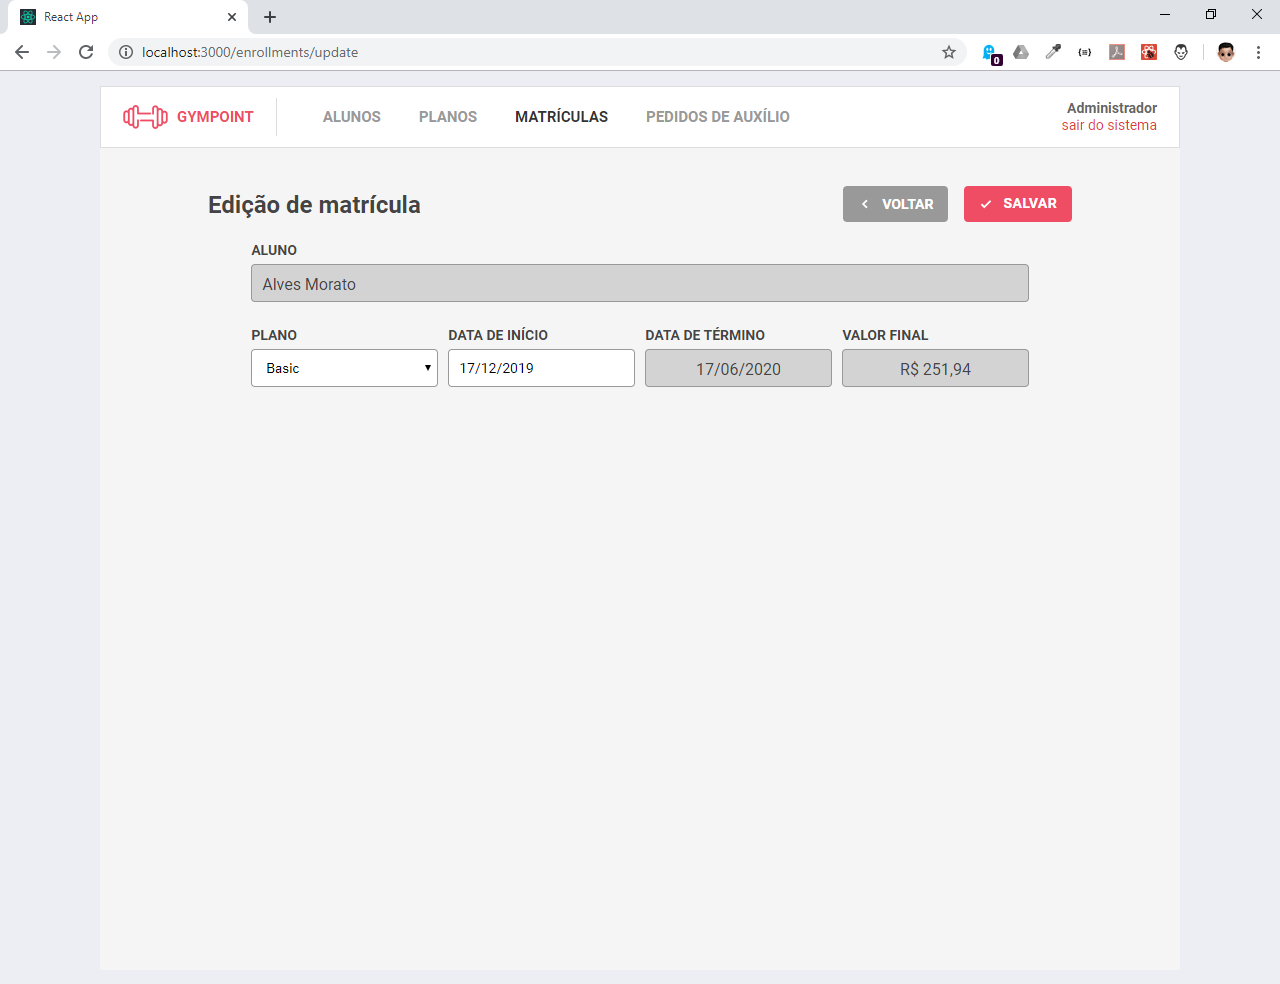 React App
localhost:3000/enrollments/update
0
GYMPOINT
ALUNOS
PLANOS
MATRÍCULAS
PEDIDOS DE AUXÍLIO
Administrador
sair do sistema
Edição de matrícula
VOLTAR
SALVAR
ALUNO
Alves Morato
PLANO
DATA DE INÍCIO
DATA DE TÉRMINO
VALOR FINAL
Basic
17/12/2019
17/06/2020
R$ 251,94